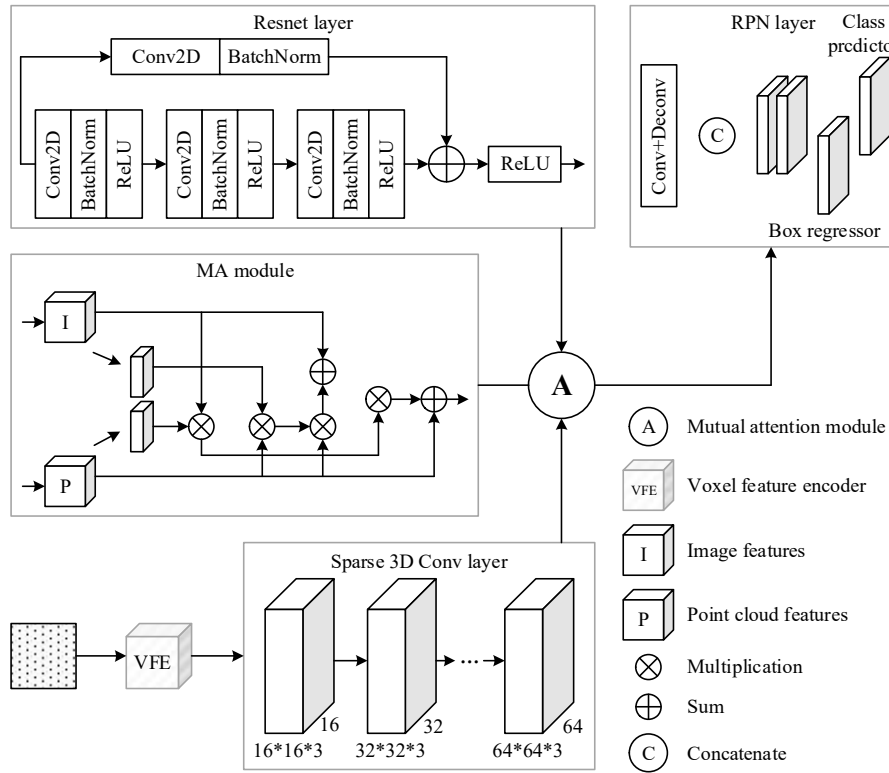 Resnet layer
Conv2D BatchNorm
Conv2D BatchNorm ReLU
Conv2D BatchNorm ReLU
Conv2D BatchNorm ReLU
ReLU
RPN layer
Class
prcdicto
Conv+Deconv
C
Box regressor
MA module
I
P
A
Sparse 3D Conv layer
VFE
16
16*16*3
32
32*32*3
...
64
64*64*3
A Mutual attention module
VFE Voxel feature encoder
I Image features
P Point cloud features
Multiplication
Sum
C Concatenate